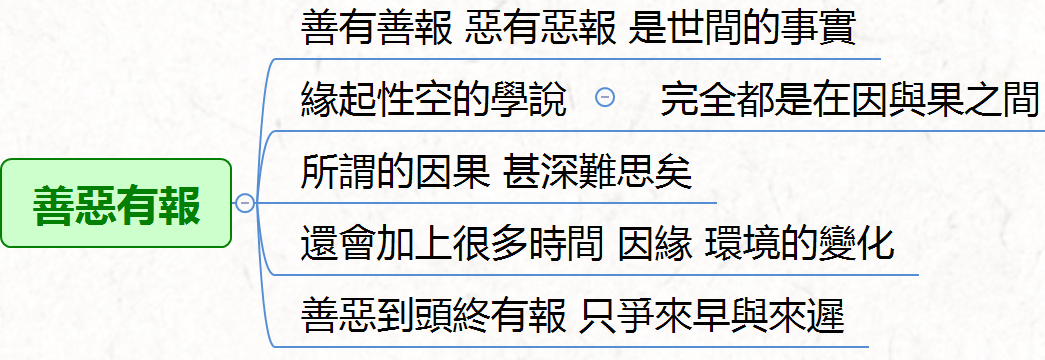 善有善報 惡有惡報 是世間的事實
緣起性空的學說 完全都是在因與果之間
所謂的因果 甚深難思矣
善惡有報
還會加上很多時間 因緣 環境的變化
善惡到頭終有報 只爭來早與來遲